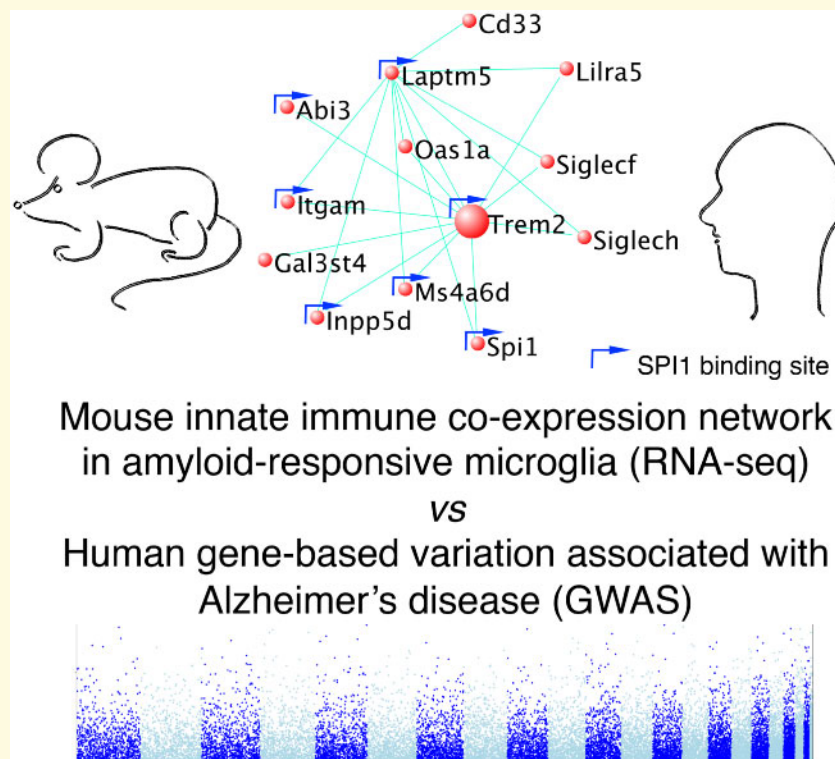 Cd33
Laptm5
Lilra5
Abi3
Oas1a
Siglecf
Itgam
Trem2
Siglech
Gal3st4
Ms4a6d
Inpp5d
Spi1
SPI1 binding site
Mouse innate immune co-expression network
in amyloid-responsive microglia (RNA-seq)
vs
Human gene-based variation associated with
Alzheimer's disease (GWAS)